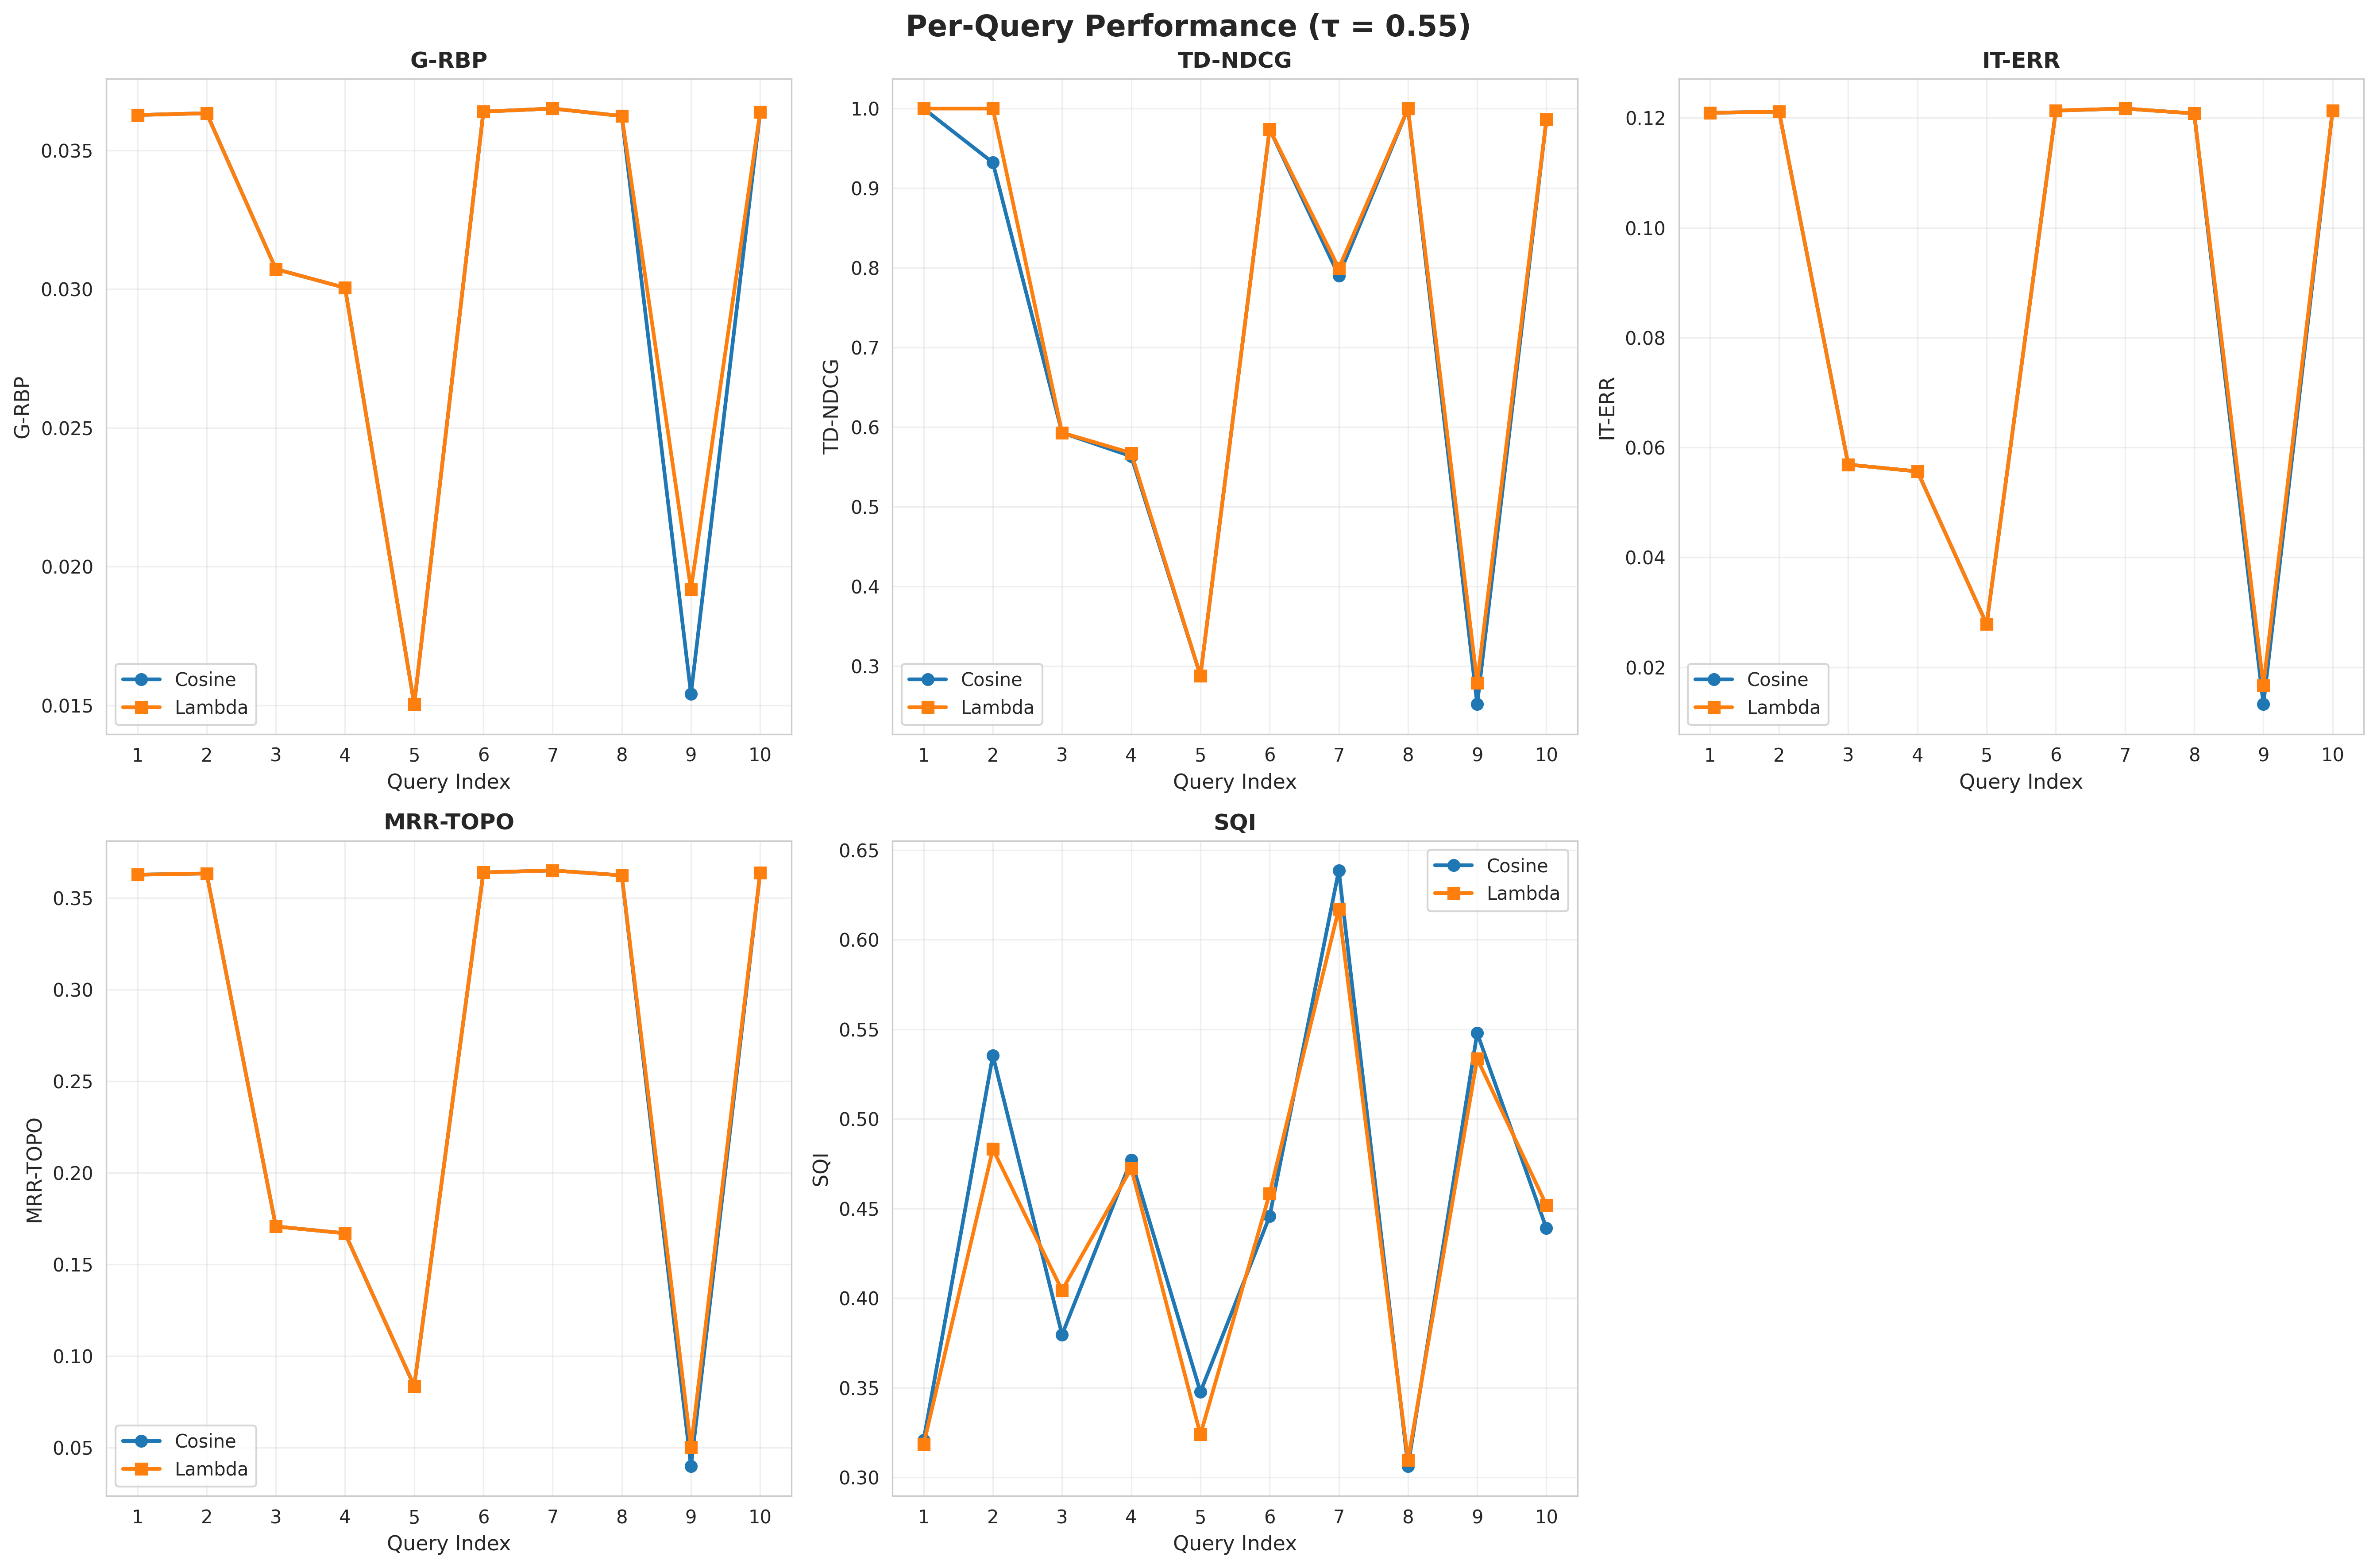 Per-Query Performance (τ = 0.55)
G-RBP
G-RBP
0.035
0.030
0.025
0.020
0.015
Cosine
Lambda
1 2 3 4 5 6 7 8 9 10
Query Index
TD-NDCG
TD-NDCG
1.0
0.9
0.8
0.7
0.6
0.5
0.4
0.3
Cosine
Lambda
1 2 3 4 5 6 7 8 9 10
Query Index
IT-ERR
IT-ERR
0.12
0.10
0.08
0.06
0.04
0.02
Cosine
Lambda
1 2 3 4 5 6 7 8 9 10
Query Index
MRR-TOPO
MRR-TOPO
0.35
0.30
0.25
0.20
0.15
0.10
0.05
Cosine
Lambda
1 2 3 4 5 6 7 8 9 10
Query Index
SQI
SQI
0.65
0.60
0.55
0.50
0.45
0.40
0.35
0.30
Cosine
Lambda
1 2 3 4 5 6 7 8 9 10
Query Index